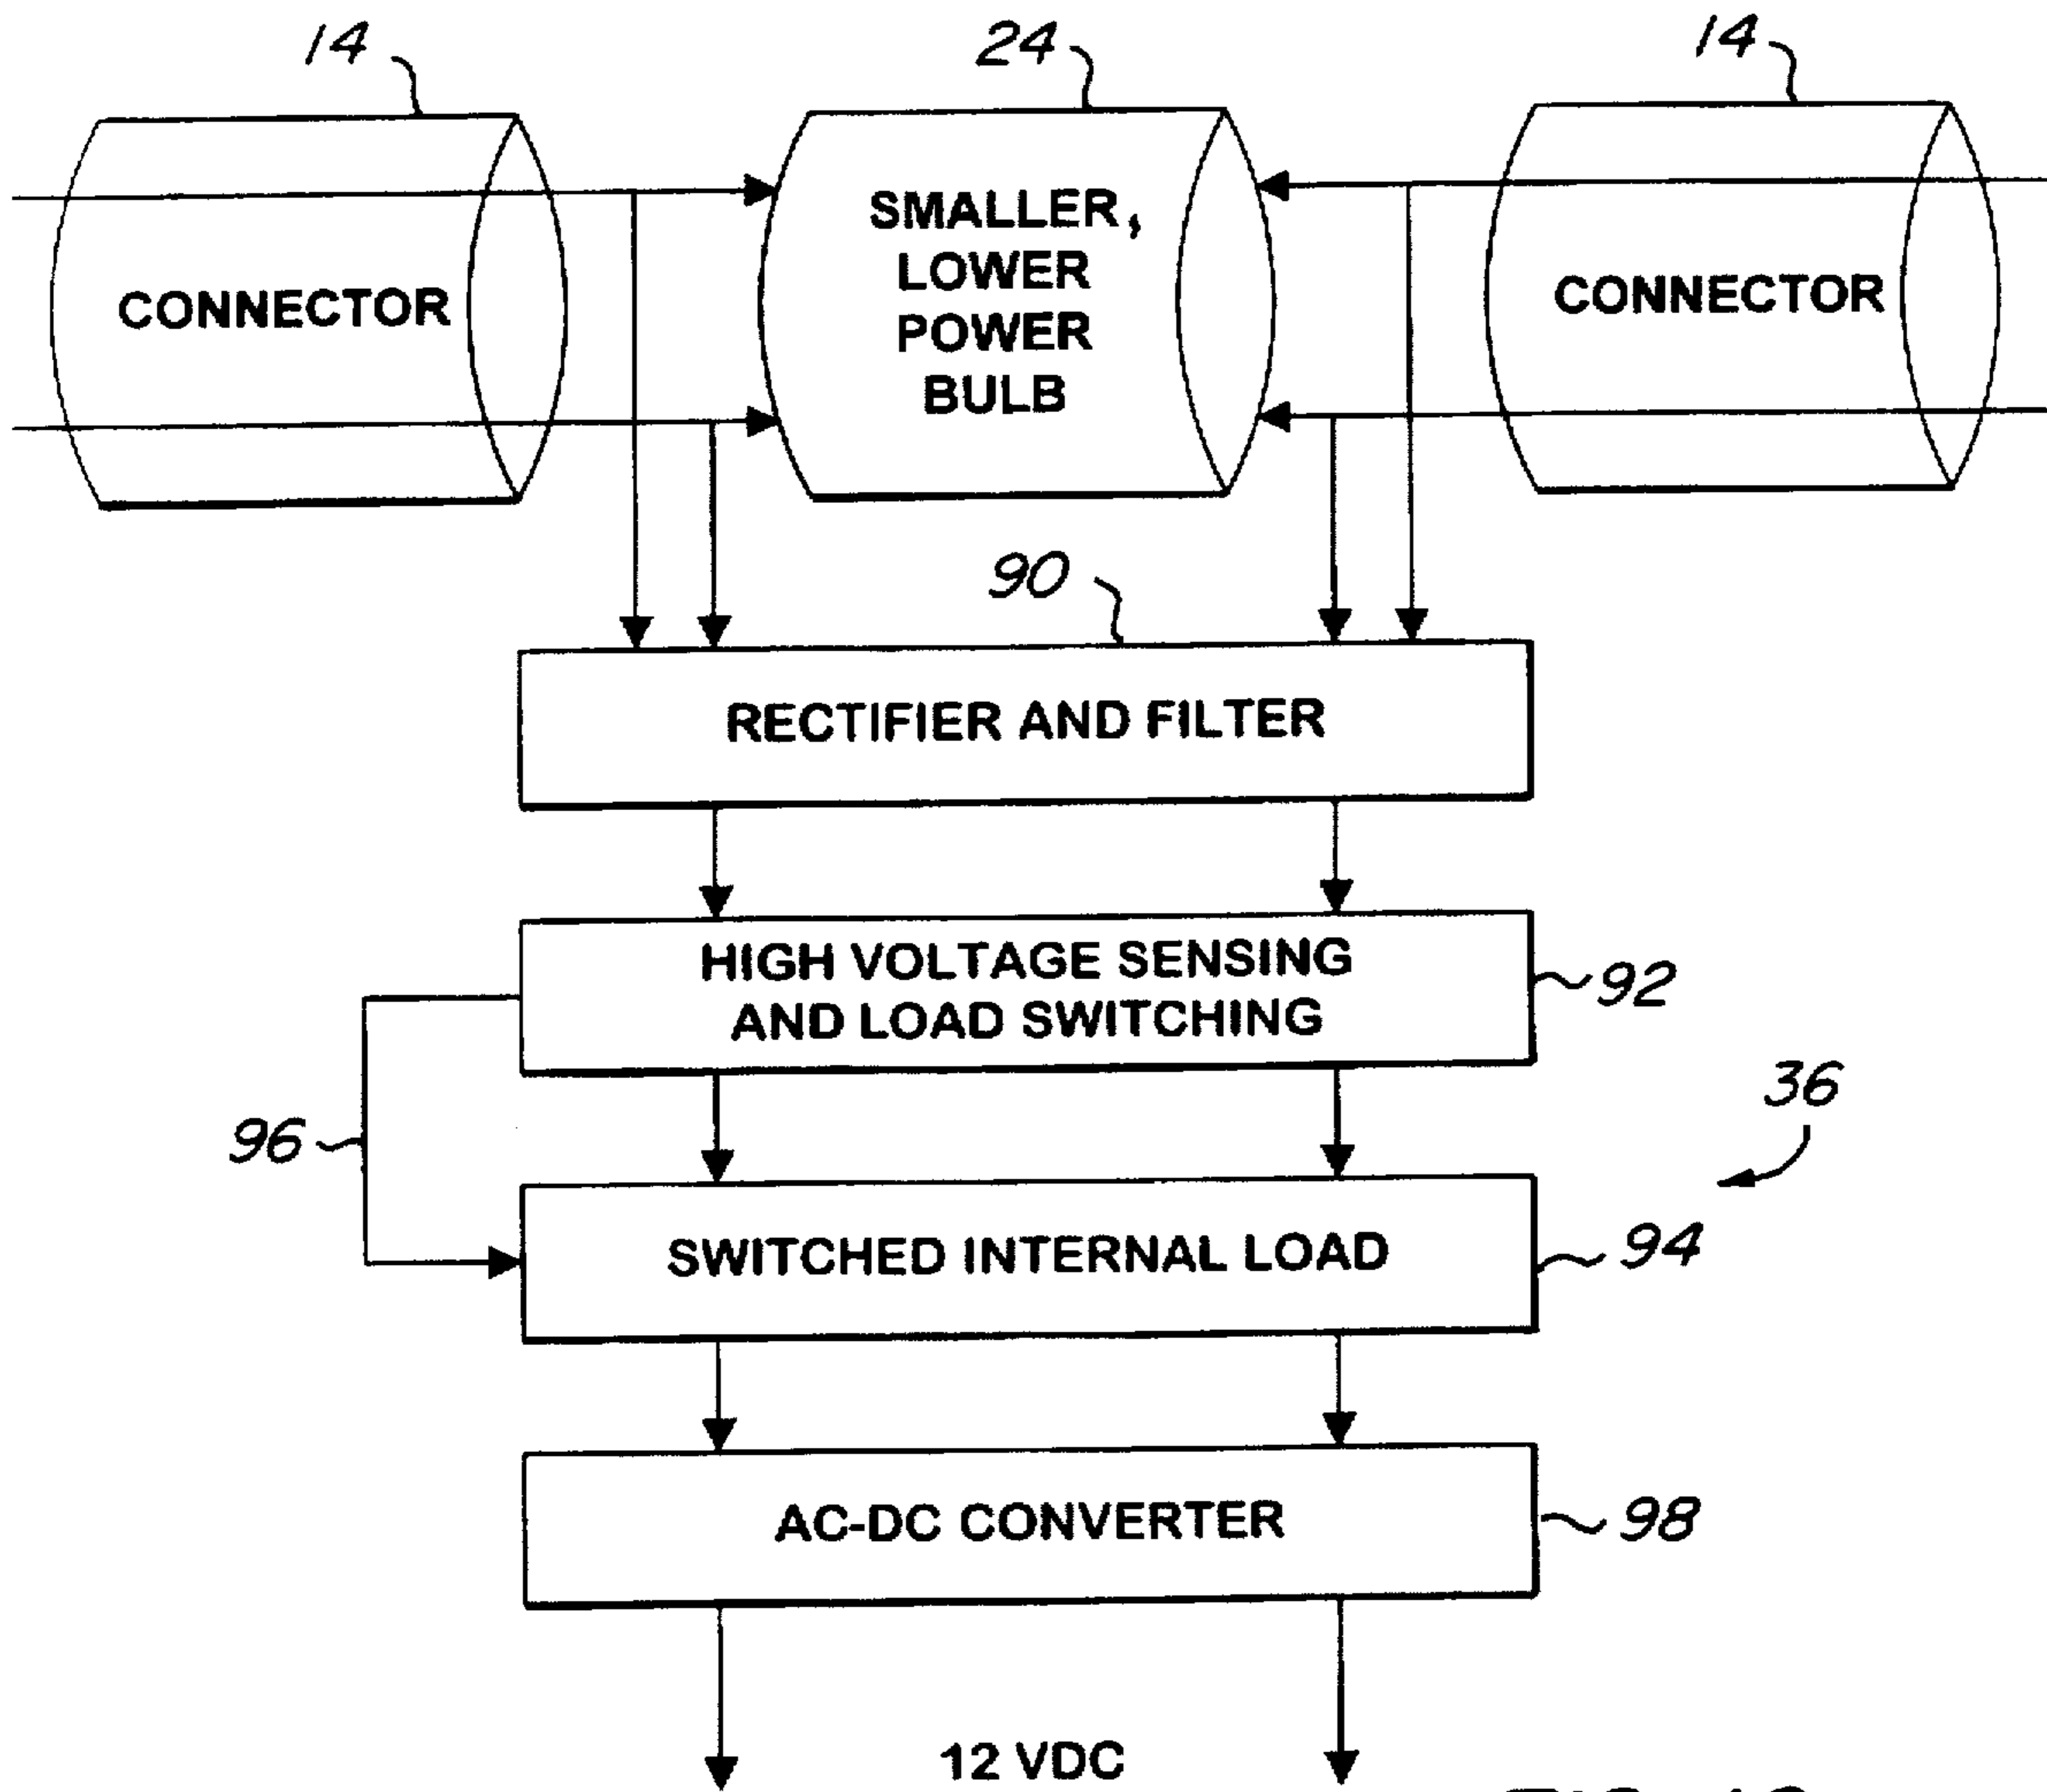 14
24
14
CONNECTOR
SMALLER,
LOWER
POWER
BULB
CONNECTOR
90
RECTIFIER AND FILTER
HIGH VOLTAGE SENSING
AND LOAD SWITCHING
92
96
36
SWITCHED INTERNAL LOAD
94
AC-DC CONVERTER
98
12 VDC